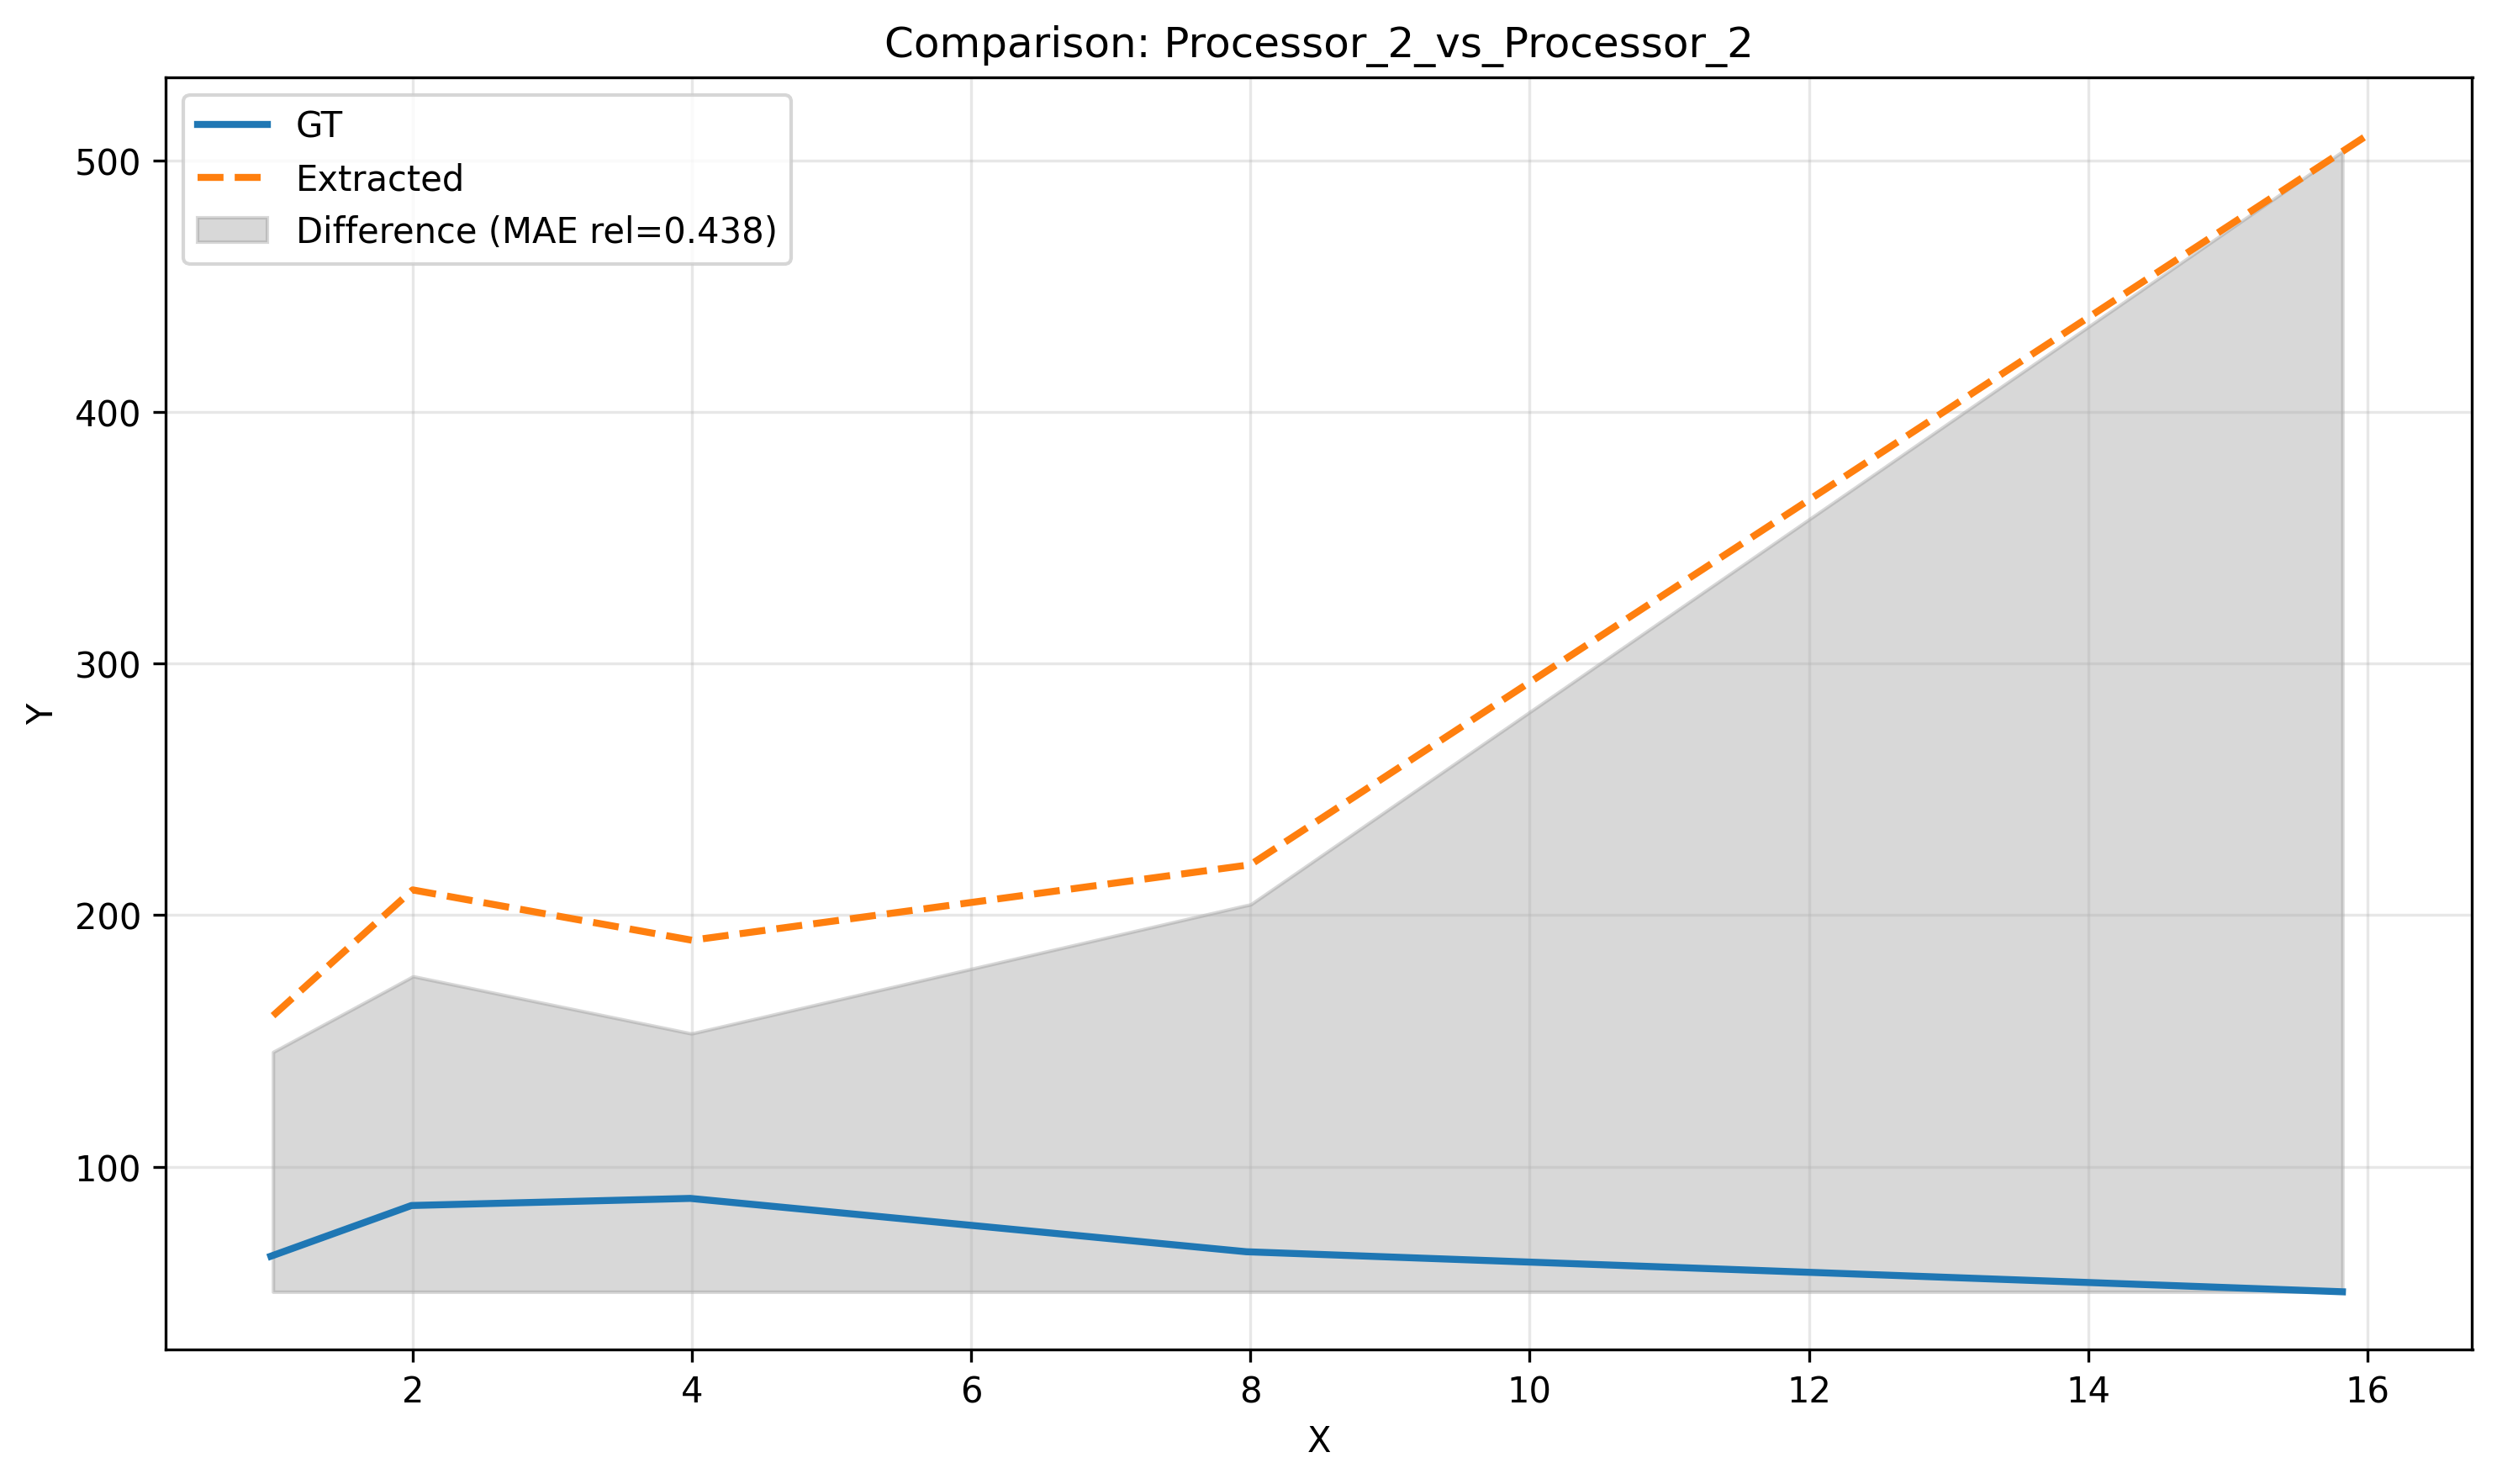 Comparison: Processor_2_vs_Processor_2
GT
Extracted
Difference (MAE rel=0.438)
500
400
300
200
100
Y
2 4 6 8 10 12 14 16
X